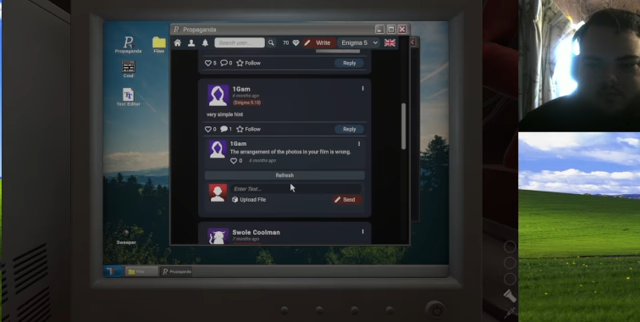 Propaganda
Search user...
70
Write
Enigma 5
5
0
Follow
Reply
1Gam
6 months ago
[Enigma 5.10]
very simple hint
0
1
Follow
Reply
1Gam
The arrangement of the photos in your film is wrong.
0
6 months ago
Refresh
Enter Text...
Upload File
Send
Swole Coolman
7 months ago
Propaganda
Files
Cmd
Text Editor
Sweeper
Files
Propaganda